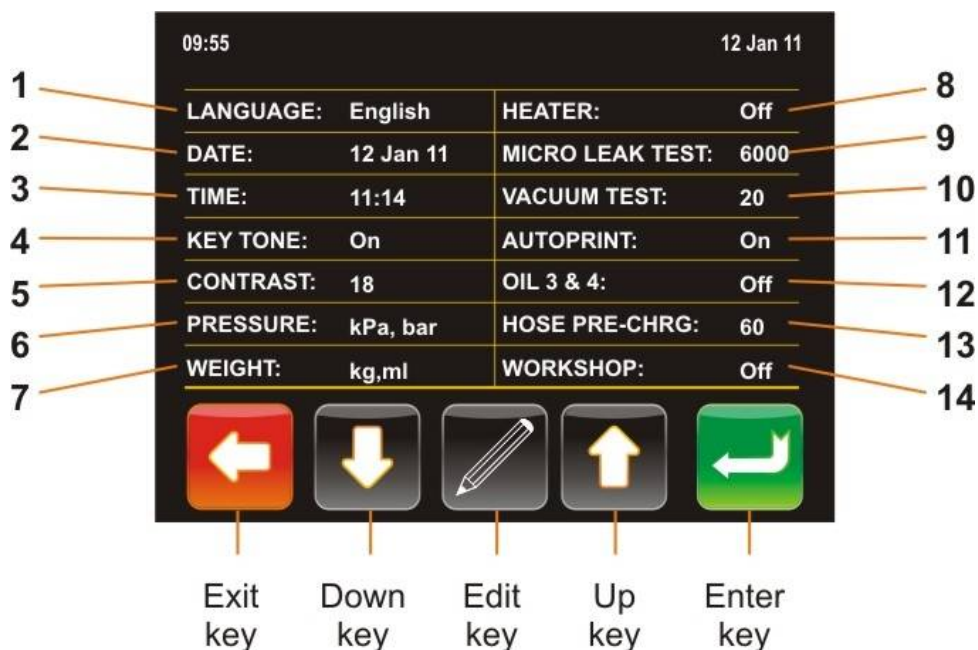 09:55 12 Jan 11
1 LANGUAGE: English HEATER: Off 8
2 DATE: 12 Jan 11 MICRO LEAK TEST: 6000 9
3 TIME: 11:14 VACUUM TEST: 20 10
4 KEY TONE: On AUTOPRINT: On 11
5 CONTRAST: 18 OIL 3 & 4: Off 12
6 PRESSURE: kPa, bar HOSE PRE-CHRG: 60 13
7 WEIGHT: kg,ml WORKSHOP: Off 14
Exit Down Edit Up Enter
key key key key key